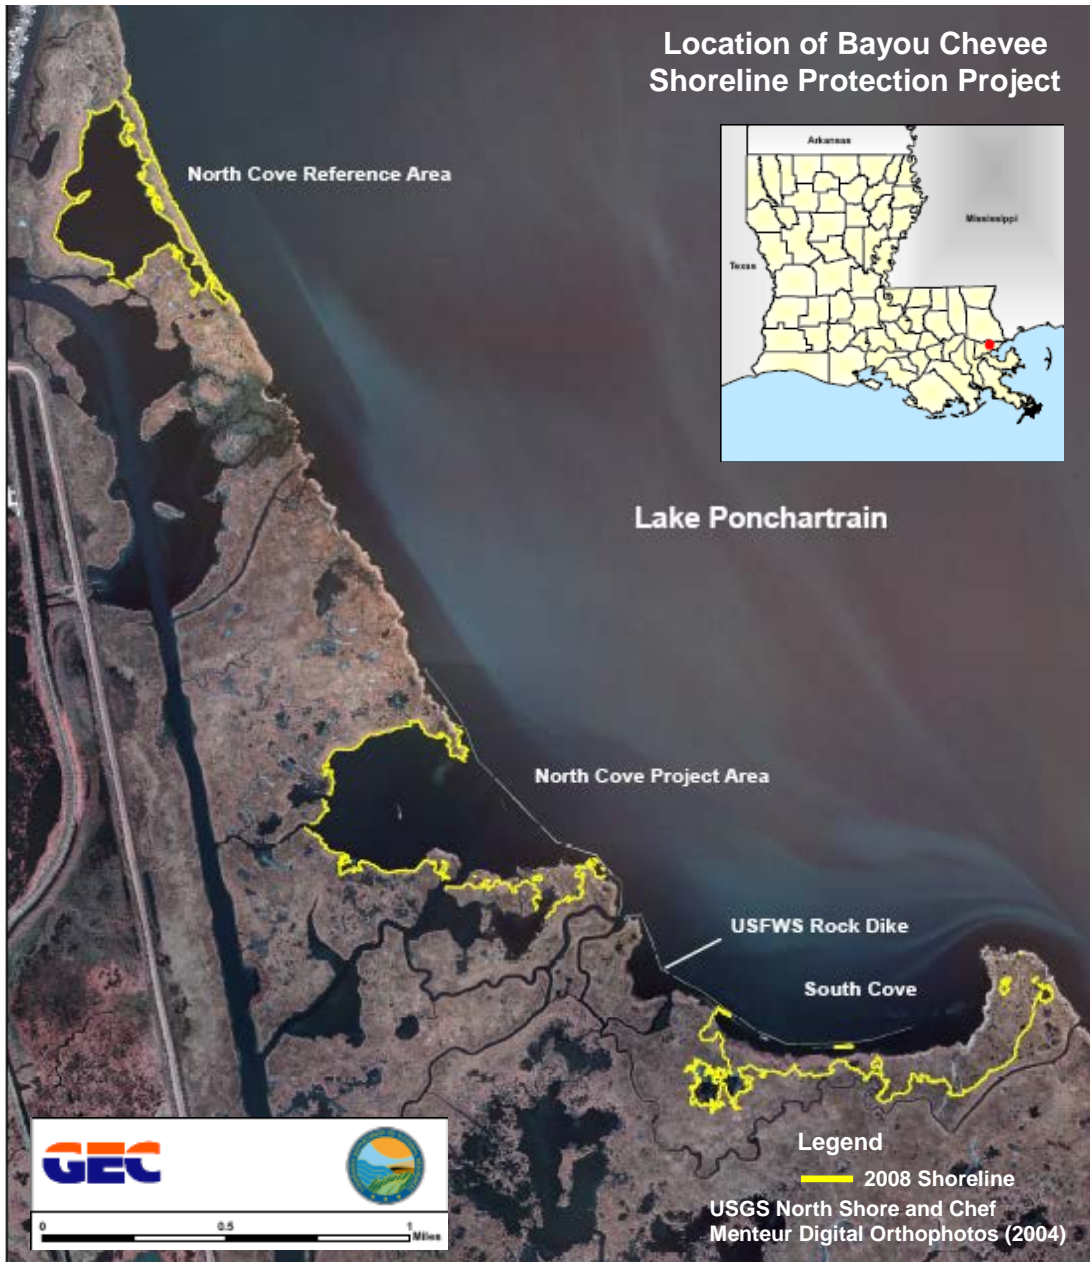 Location of Bayou Chevee
Shoreline Protection Project
Arkansas
Mississippi
Texas
North Cove Reference Area
Lake Ponchartrain
North Cove Project Area
USFWS Rock Dike
South Cove
Legend
2008 Shoreline
USGS North Shore and Chef
Menteur Digital Orthophotos (2004)
GEC
0 0.5 1
Miles